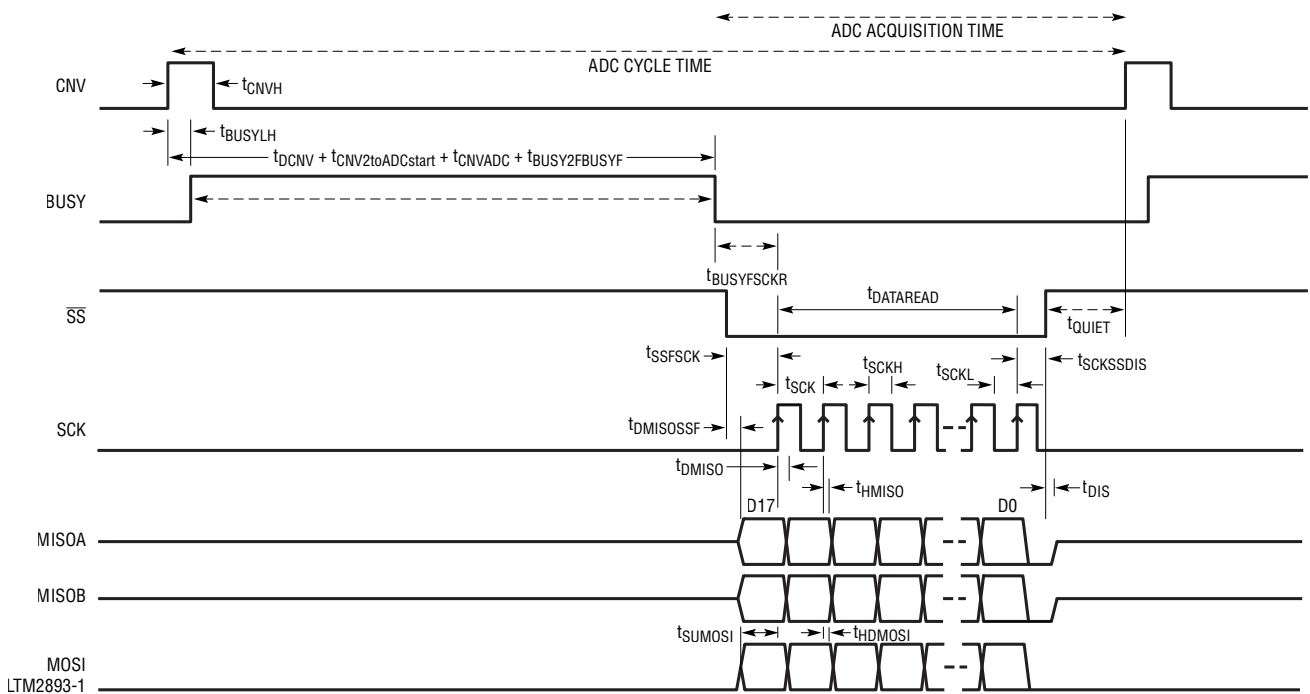 ADC ACQUISITION TIME
ADC CYCLE TIME
CNV
tCNVH
tBUSYLH
tDCNV + tCNV2toADCstart + tCNVADC + tBUSY2FBUSYF
BUSY
tBUSYFSCKR
tDATAREAD
SS
tQUIET
tSSFSCK
tSCKH
tSCKL
tSCKSSDIS
tSCK
SCK
tDMISOSSF
tDMISO
tHMISO
tDIS
D17
D0
MISOA
MISOB
tSUMOSI
tHDMOSI
MOSI
LTM2893-1